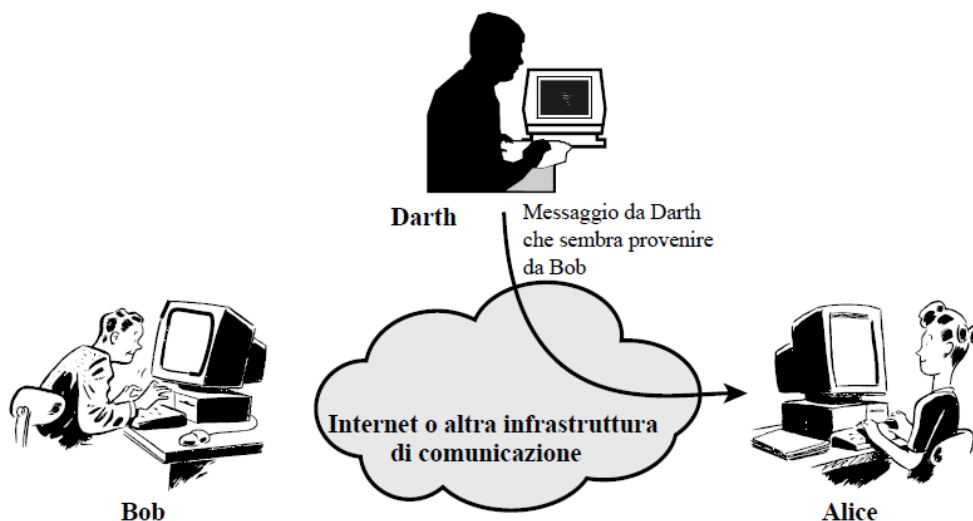 Darth
Messaggio da Darth
che sembra provenire
da Bob
Internet o altra infrastruttura
di comunicazione
Bob
Alice